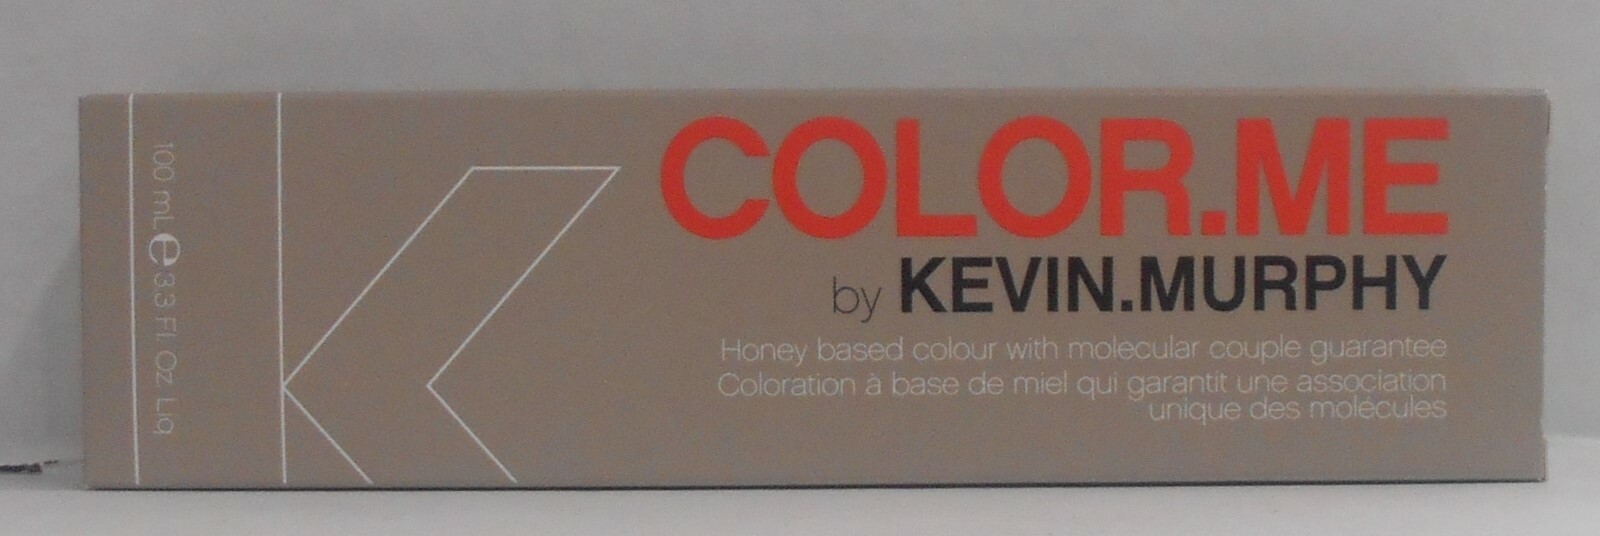 COLOR.ME
by KEVIN.MURPHY
Honey based colour with molecular couple guarantee
Coloration à base de miel qui garantit une association
unique des molécules
100 mL e 3.3 Fl. Oz Liq